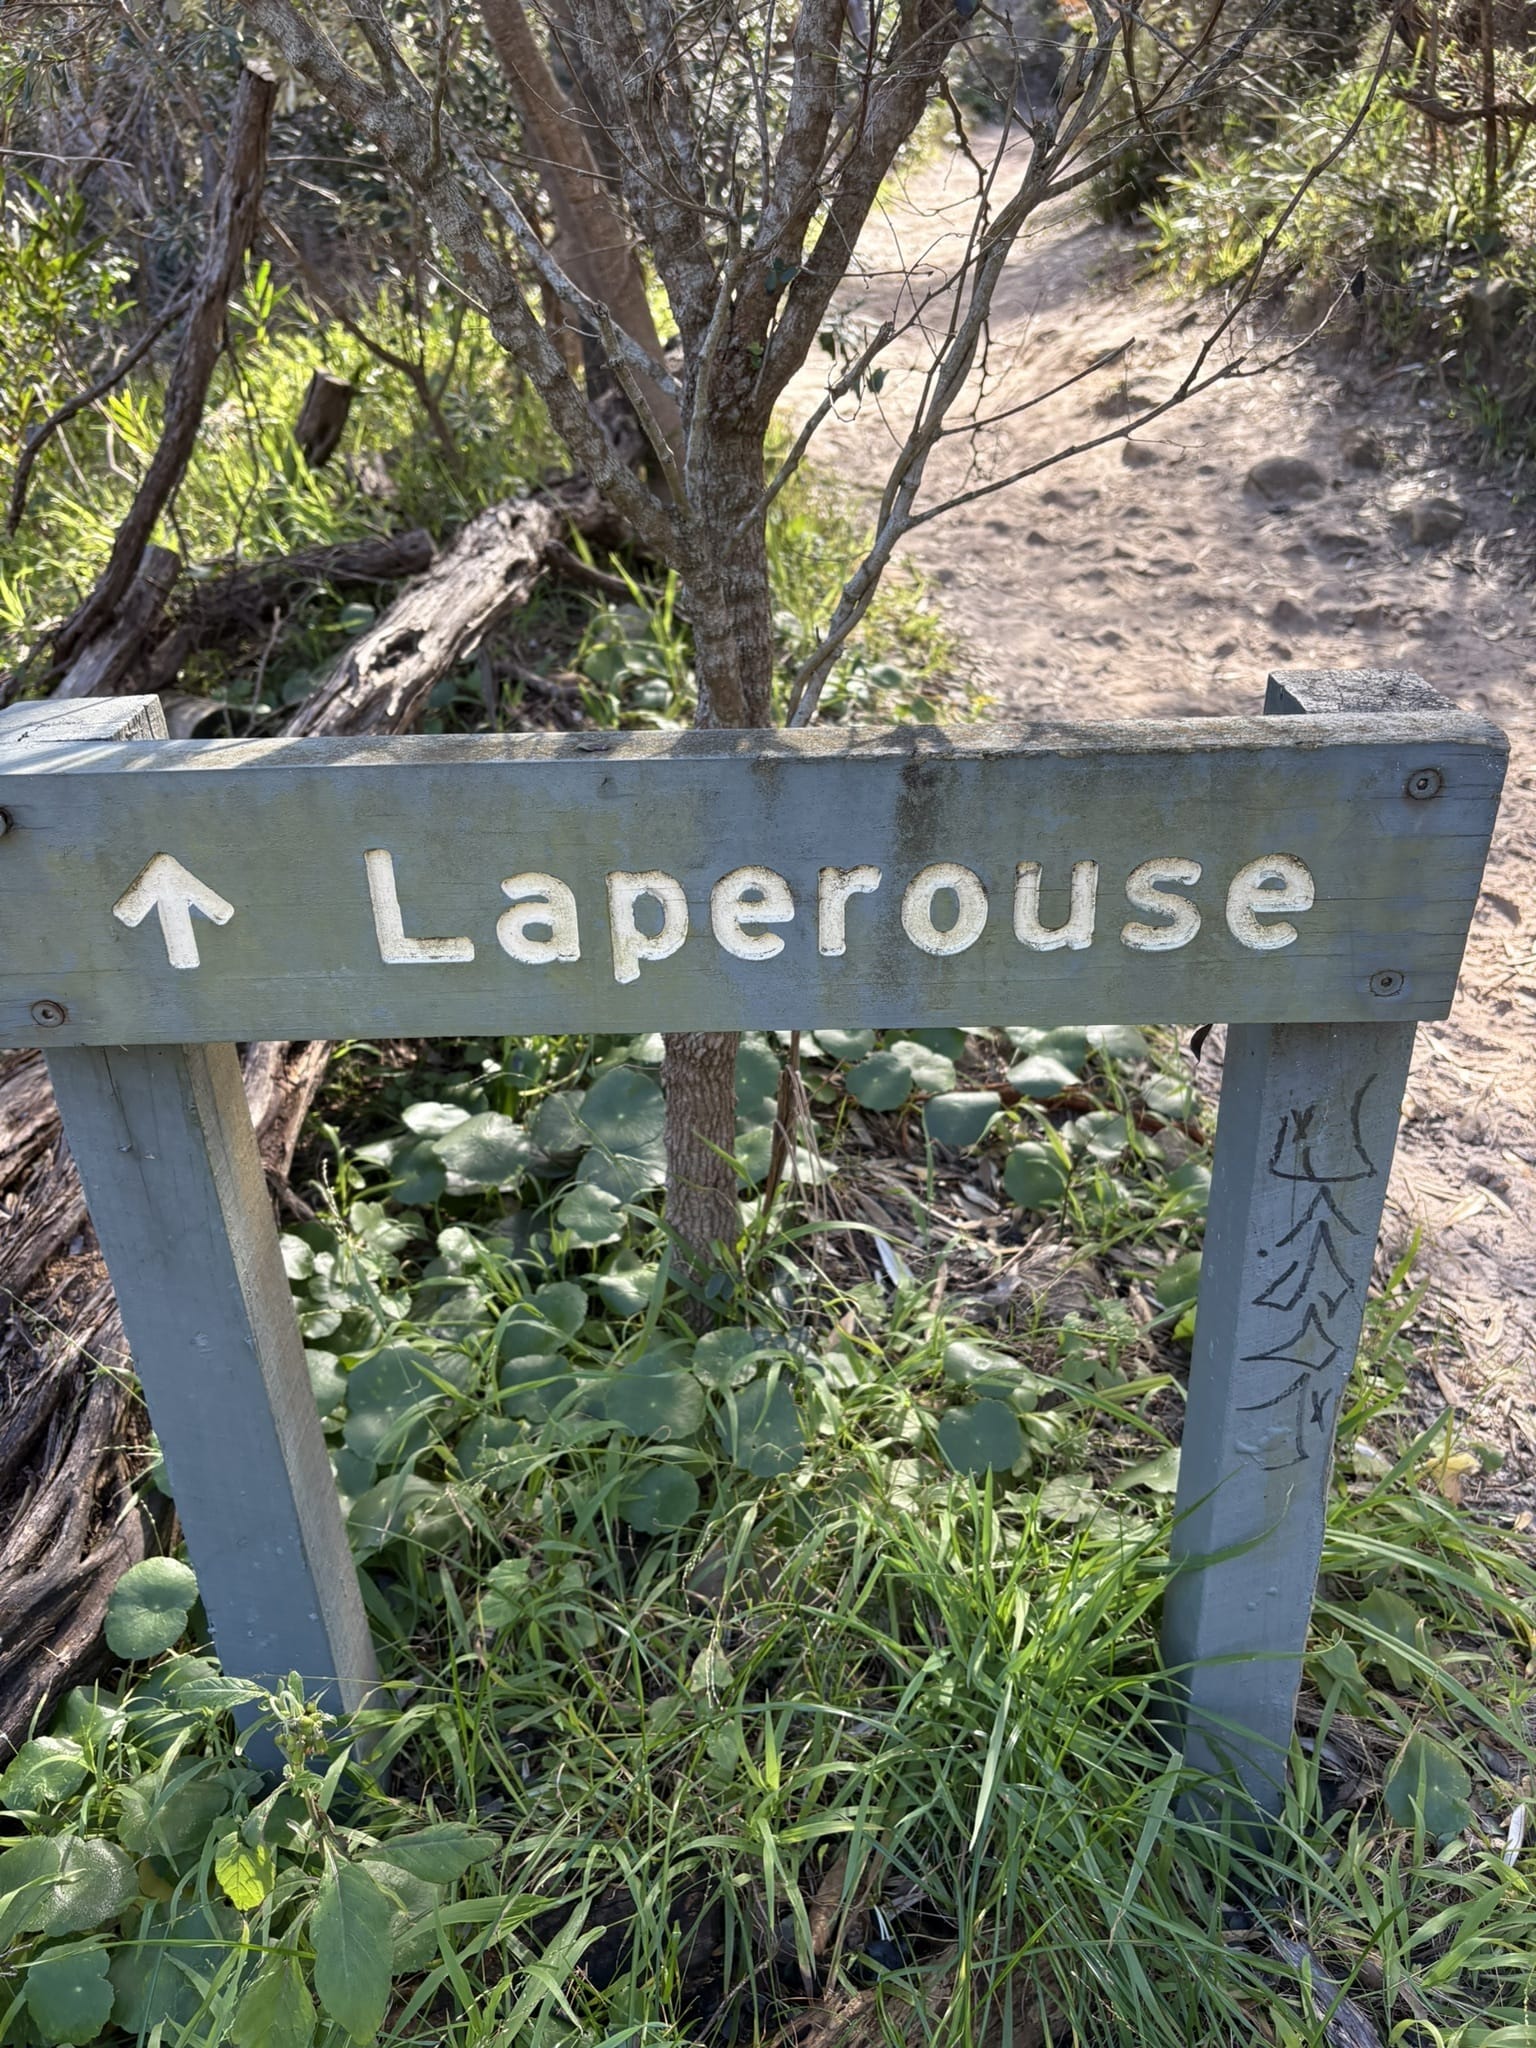 ↑ Laperouse